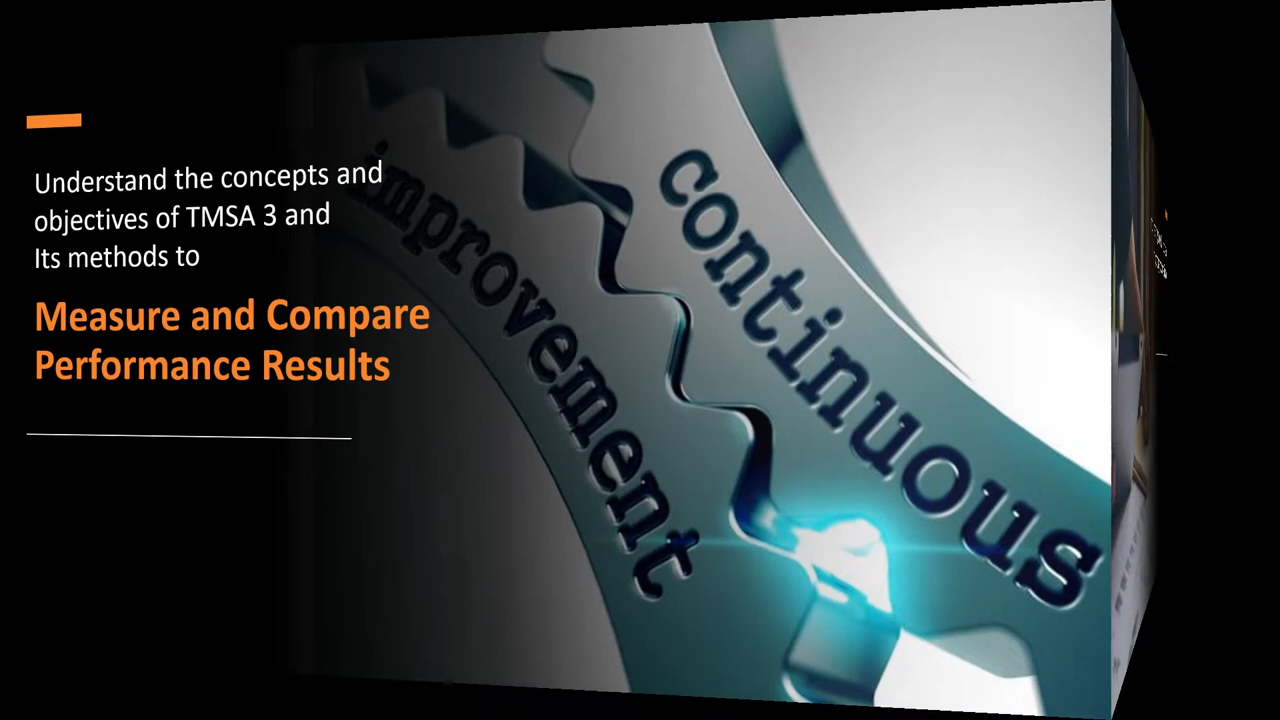 Understand the concepts and
objectives of TMSA 3 and
Its methods to
Measure and Compare
Performance Results
improvement
continuous